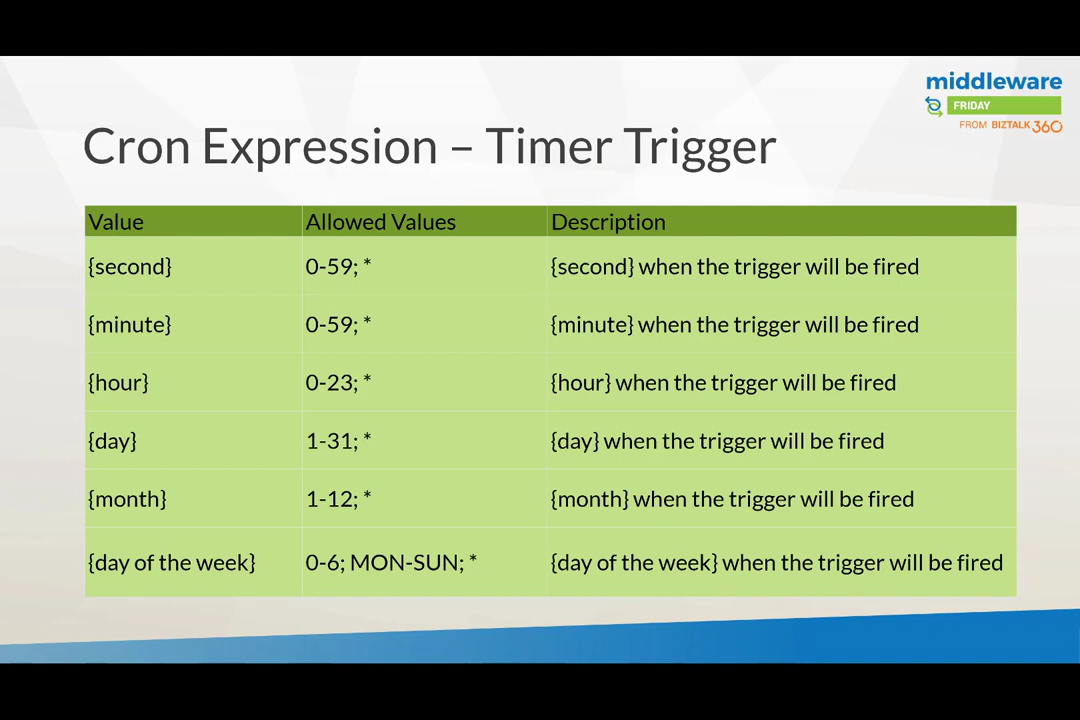 middleware
FRIDAY
FROM BIZTALK 360
Cron Expression – Timer Trigger
Value Allowed Values Description
{second} 0-59; * {second} when the trigger will be fired
{minute} 0-59; * {minute} when the trigger will be fired
{hour} 0-23; * {hour} when the trigger will be fired
{day} 1-31; * {day} when the trigger will be fired
{month} 1-12; * {month} when the trigger will be fired
{day of the week} 0-6; MON-SUN; * {day of the week} when the trigger will be fired